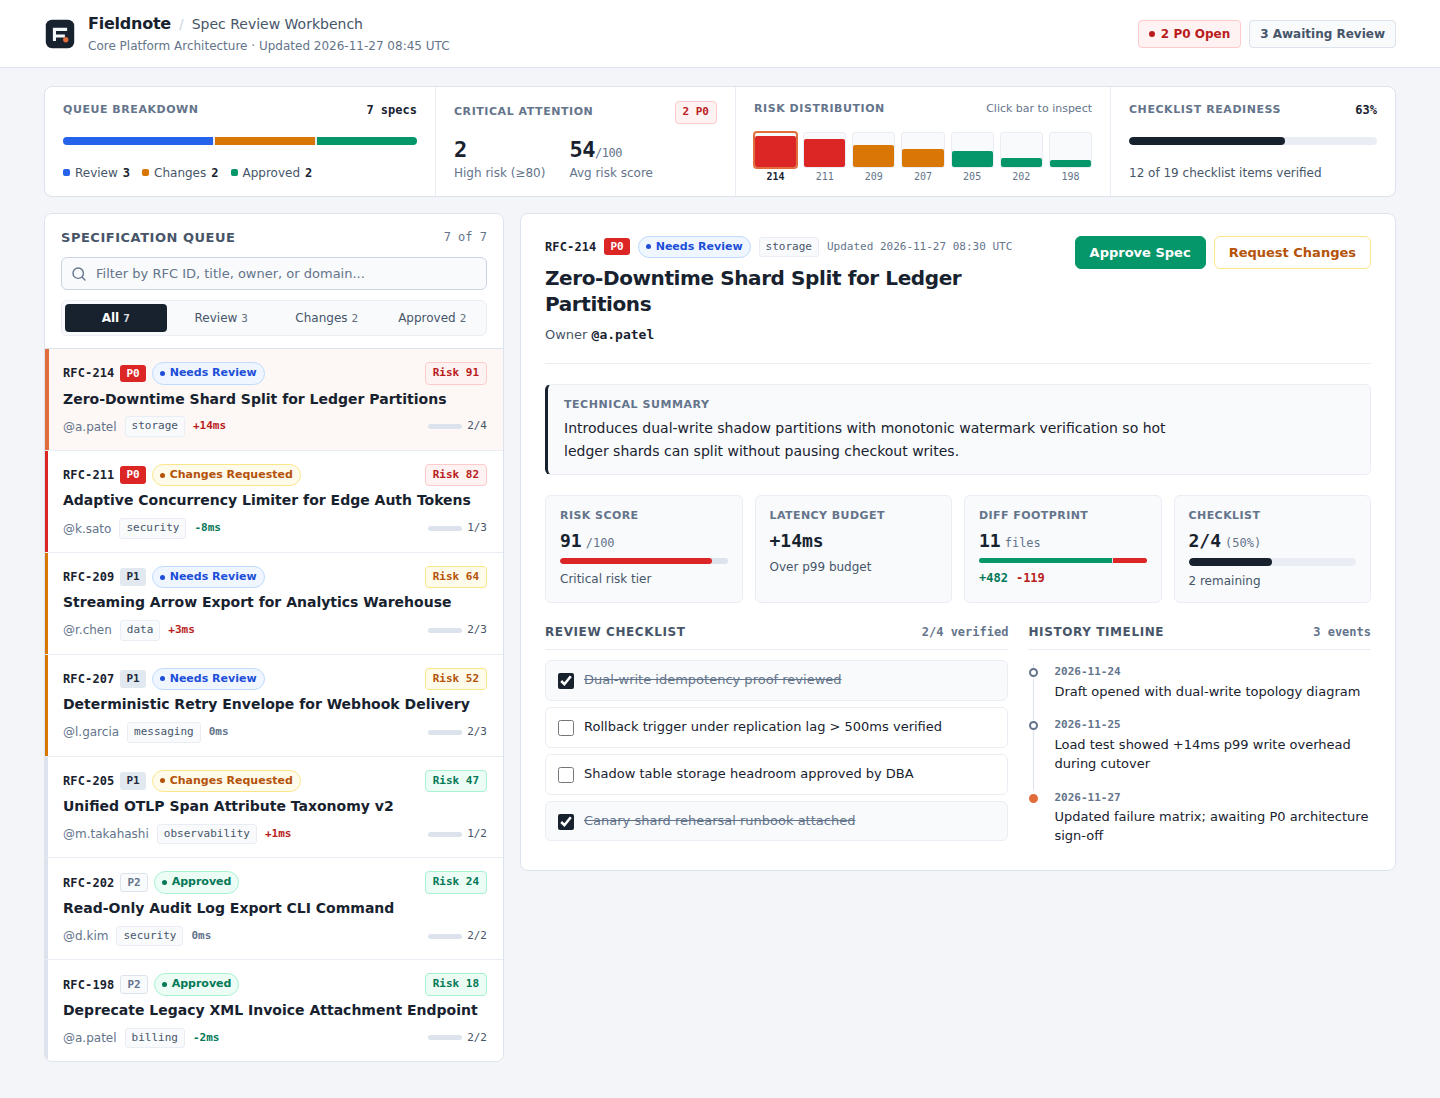 Fieldnote / Spec Review Workbench
Core Platform Architecture · Updated 2026-11-27 08:45 UTC
2 P0 Open
3 Awaiting Review
QUEUE BREAKDOWN
7 specs
Review 3
Changes 2
Approved 2
CRITICAL ATTENTION
2 P0
2
High risk (≥80)
54/100
Avg risk score
RISK DISTRIBUTION
Click bar to inspect
214 211 209 207 205 202 198
CHECKLIST READINESS
63%
12 of 19 checklist items verified
SPECIFICATION QUEUE
7 of 7
Filter by RFC ID, title, owner, or domain...
All 7
Review 3
Changes 2
Approved 2
RFC-214 P0 Needs Review Risk 91
Zero-Downtime Shard Split for Ledger Partitions
@a.patel storage +14ms 2/4
RFC-211 P0 Changes Requested Risk 82
Adaptive Concurrency Limiter for Edge Auth Tokens
@k.sato security -8ms 1/3
RFC-209 P1 Needs Review Risk 64
Streaming Arrow Export for Analytics Warehouse
@r.chen data +3ms 2/3
RFC-207 P1 Needs Review Risk 52
Deterministic Retry Envelope for Webhook Delivery
@l.garcia messaging 0ms 2/3
RFC-205 P1 Changes Requested Risk 47
Unified OTLP Span Attribute Taxonomy v2
@m.takahashi observability +1ms 1/2
RFC-202 P2 Approved Risk 24
Read-Only Audit Log Export CLI Command
@d.kim security 0ms 2/2
RFC-198 P2 Approved Risk 18
Deprecate Legacy XML Invoice Attachment Endpoint
@a.patel billing -2ms 2/2
RFC-214 P0 Needs Review storage Updated 2026-11-27 08:30 UTC
Approve Spec
Request Changes
Zero-Downtime Shard Split for Ledger
Partitions
Owner @a.patel
TECHNICAL SUMMARY
Introduces dual-write shadow partitions with monotonic watermark verification so hot
ledger shards can split without pausing checkout writes.
RISK SCORE
91 /100
Critical risk tier
LATENCY BUDGET
+14ms
Over p99 budget
DIFF FOOTPRINT
11 files
+482 -119
CHECKLIST
2/4 (50%)
2 remaining
REVIEW CHECKLIST
2/4 verified
Dual-write idempotency proof reviewed
Rollback trigger under replication lag > 500ms verified
Shadow table storage headroom approved by DBA
Canary shard rehearsal runbook attached
HISTORY TIMELINE
3 events
2026-11-24
Draft opened with dual-write topology diagram
2026-11-25
Load test showed +14ms p99 write overhead
during cutover
2026-11-27
Updated failure matrix; awaiting P0 architecture
sign-off